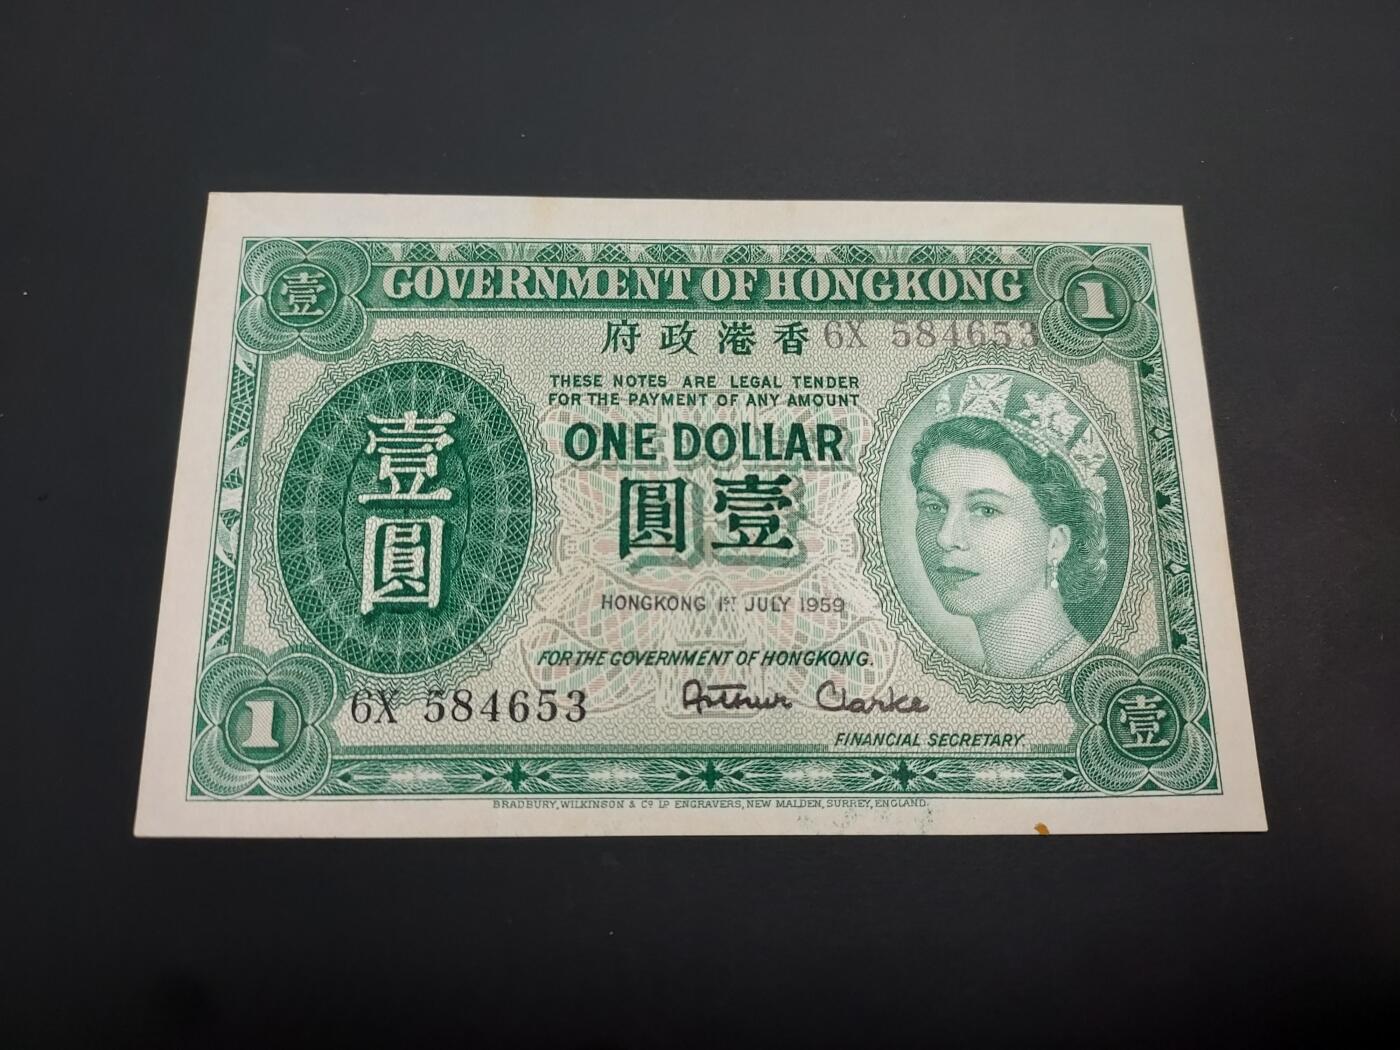 壹
GOVERNMENT OF HONGKONG
1
府政港香
6X 584653
THESE NOTES ARE LEGAL TENDER
FOR THE PAYMENT OF ANY AMOUNT
壹
圓
ONE DOLLAR
圓壹
HONGKONG 1ST JULY 1959
FOR THE GOVERNMENT OF HONGKONG.
6X 584653
Arthur Clarke
FINANCIAL SECRETARY.
1
壹
BRADBURY, WILKINSON & Co LD ENGRAVERS, NEW MALDEN, SURREY, ENGLAND.